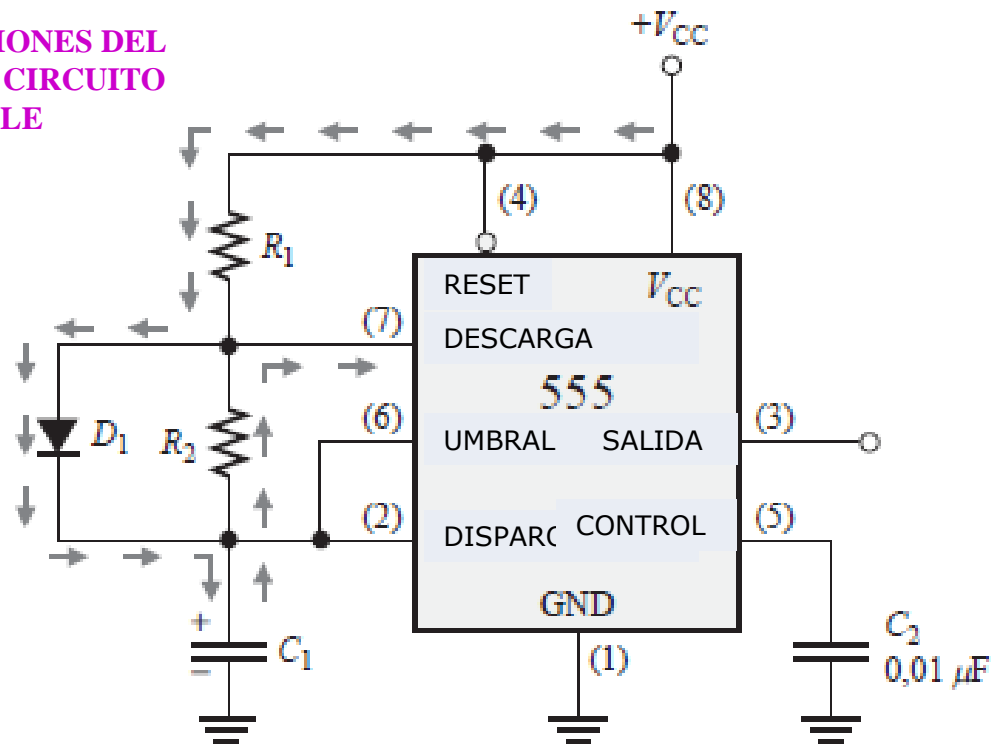 IONES DEL
CIRCUITO
LE
+VCC
(4)
(8)
R1
RESET
VCC
(7)
DESCARGA
555
(6)
UMBRAL
SALIDA
(3)
D1
R2
(2)
DISPARO
CONTROL
(5)
GND
C1
(1)
C2
0,01 μF
+
−